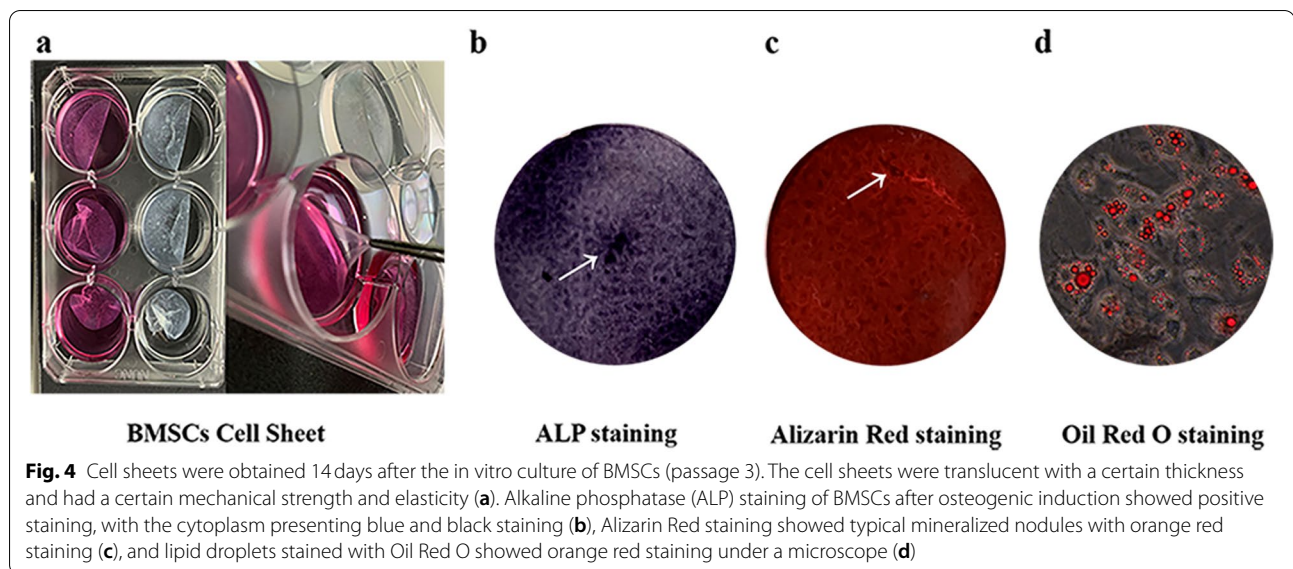 a
b
c
d
BMSCs Cell Sheet
ALP staining
Alizarin Red staining
Oil Red O staining
Fig. 4 Cell sheets were obtained 14 days after the in vitro culture of BMSCs (passage 3). The cell sheets were translucent with a certain thickness
and had a certain mechanical strength and elasticity (a). Alkaline phosphatase (ALP) staining of BMSCs after osteogenic induction showed positive
staining, with the cytoplasm presenting blue and black staining (b), Alizarin Red staining showed typical mineralized nodules with orange red
staining (c), and lipid droplets stained with Oil Red O showed orange red staining under a microscope (d)